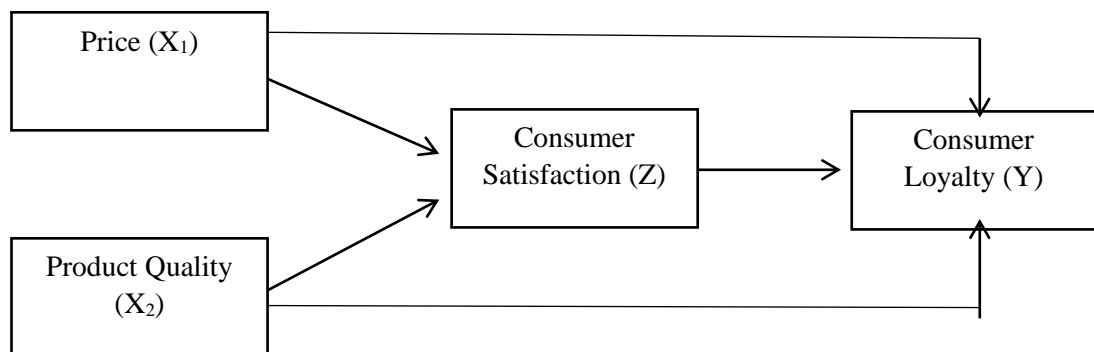 Price (X₁)
Consumer
Satisfaction (Z)
Consumer
Loyalty (Y)
Product Quality
(X₂)